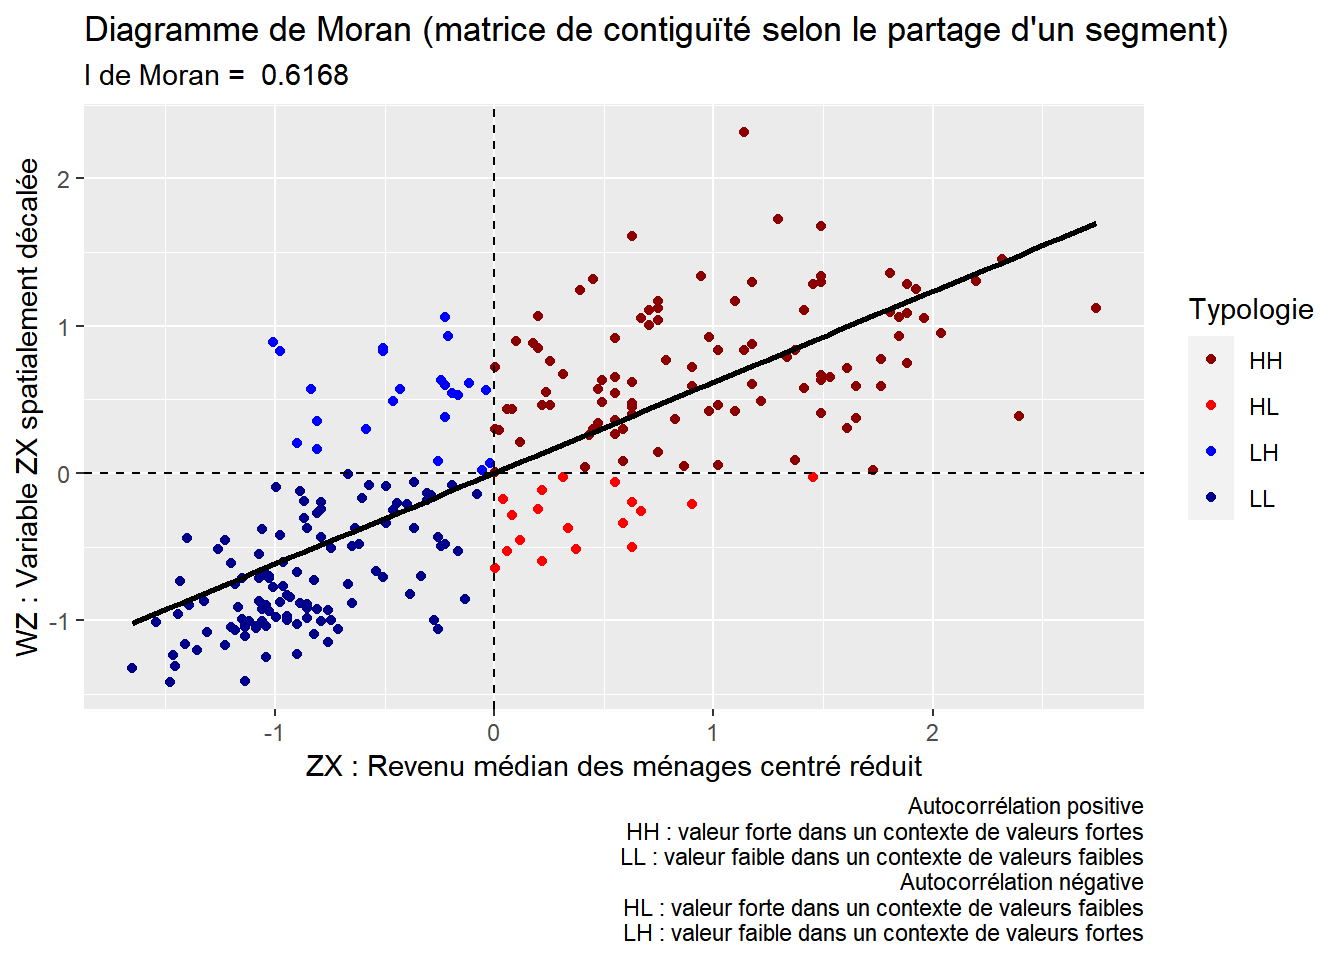 Diagramme de Moran (matrice de contiguïté selon le partage d'un segment)
I de Moran =  0.6168
WZ : Variable ZX spatialement décalée
2
1
0
-1
-1
0
1
2
ZX : Revenu médian des ménages centré réduit
Typologie
HH
HL
LH
LL
Autocorrélation positive
HH : valeur forte dans un contexte de valeurs fortes
LL : valeur faible dans un contexte de valeurs faibles
Autocorrélation négative
HL : valeur forte dans un contexte de valeurs faibles
LH : valeur faible dans un contexte de valeurs fortes